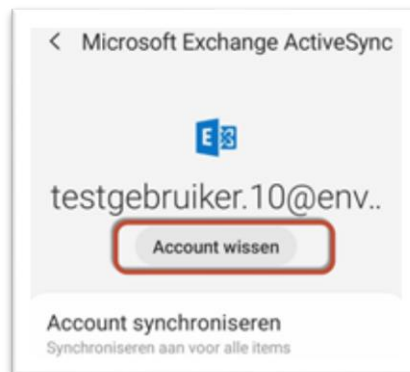 < Microsoft Exchange ActiveSync
E
testgebruiker.10@env..
Account wissen
Account synchroniseren
Synchroniseren aan voor alle items